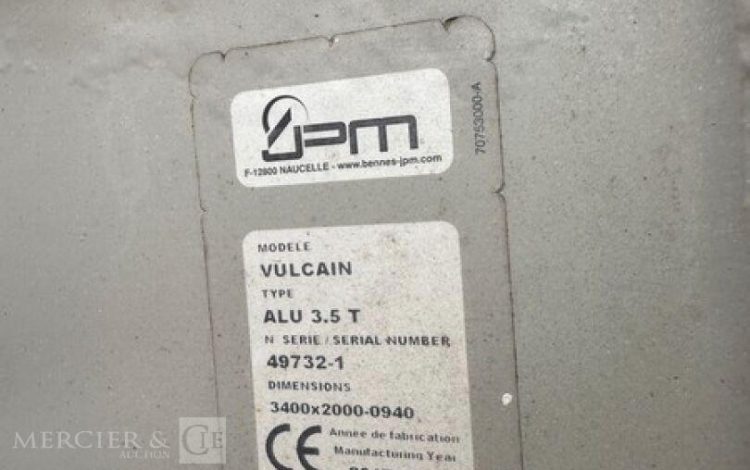 JPM
F-12800 NAUCELLE - www.bennes-jpm.com
70753000-A
MODELE
VULCAIN
TYPE
ALU 3.5 T
N SERIE / SERIAL NUMBER
49732-1
DIMENSIONS
3400x2000-0940
CE
Annee de fabrication
Manufacturing Year
MERCIER & CIE
AUCTION